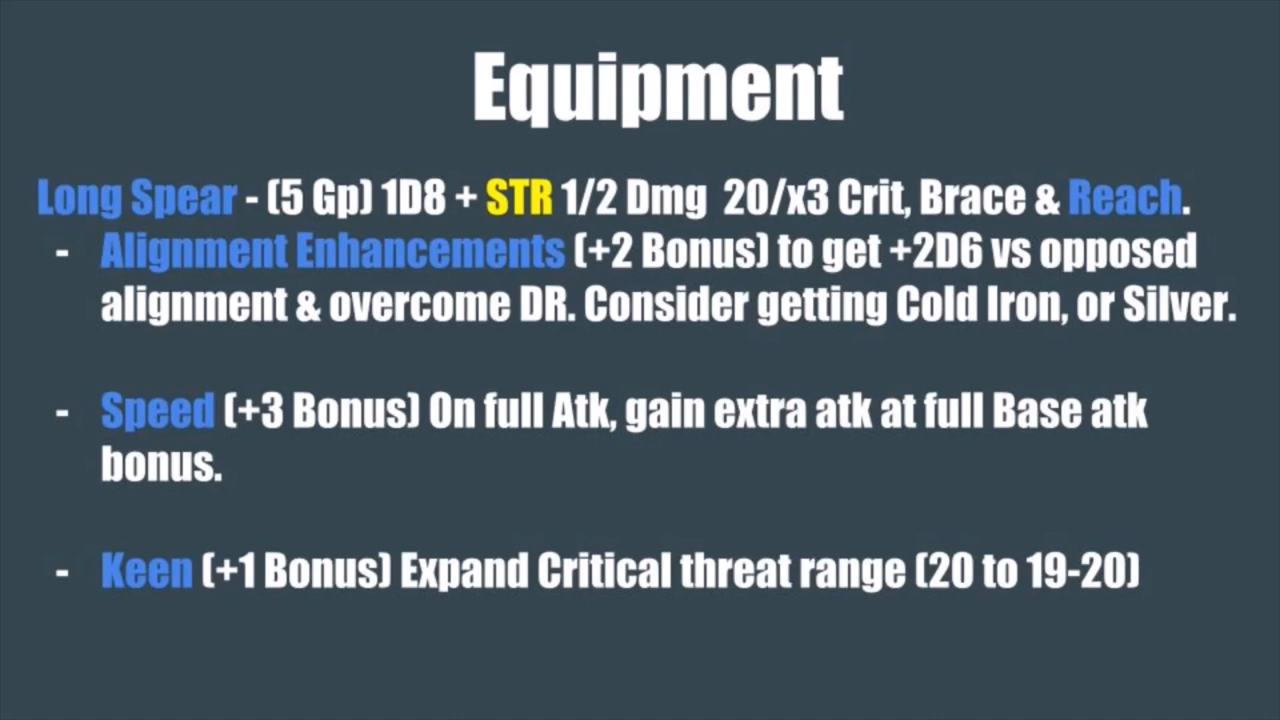 Equipment
Long Spear - (5 Gp) 1D8 + STR 1/2 Dmg 20/x3 Crit, Brace & Reach.
- Alignment Enhancements (+2 Bonus) to get +2D6 vs opposed
alignment & overcome DR. Consider getting Cold Iron, or Silver.
- Speed (+3 Bonus) On full Atk, gain extra atk at full Base atk
bonus.
- Keen (+1 Bonus) Expand Critical threat range (20 to 19-20)